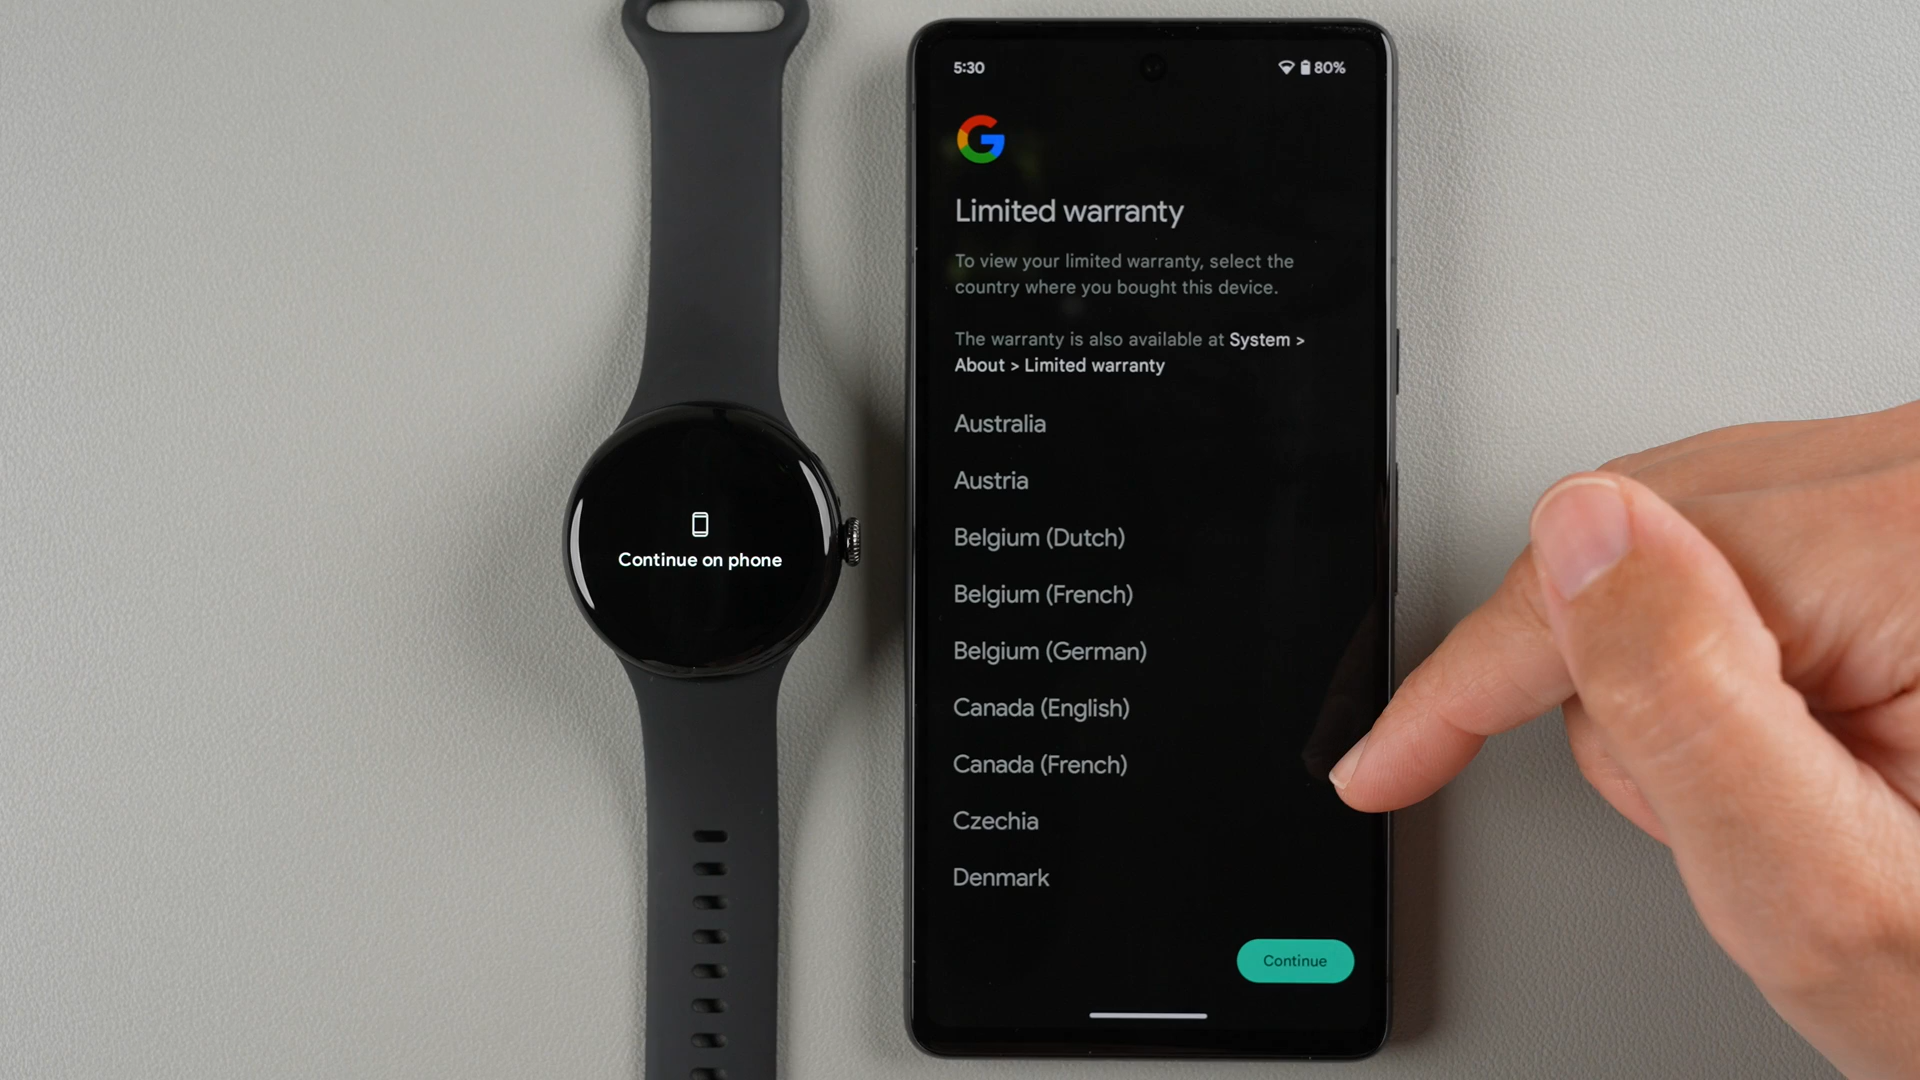 Continue on phone
5:30
80%
G
Limited warranty
To view your limited warranty, select the
country where you bought this device.
The warranty is also available at System >
About > Limited warranty
Australia
Austria
Belgium (Dutch)
Belgium (French)
Belgium (German)
Canada (English)
Canada (French)
Czechia
Denmark
Continue